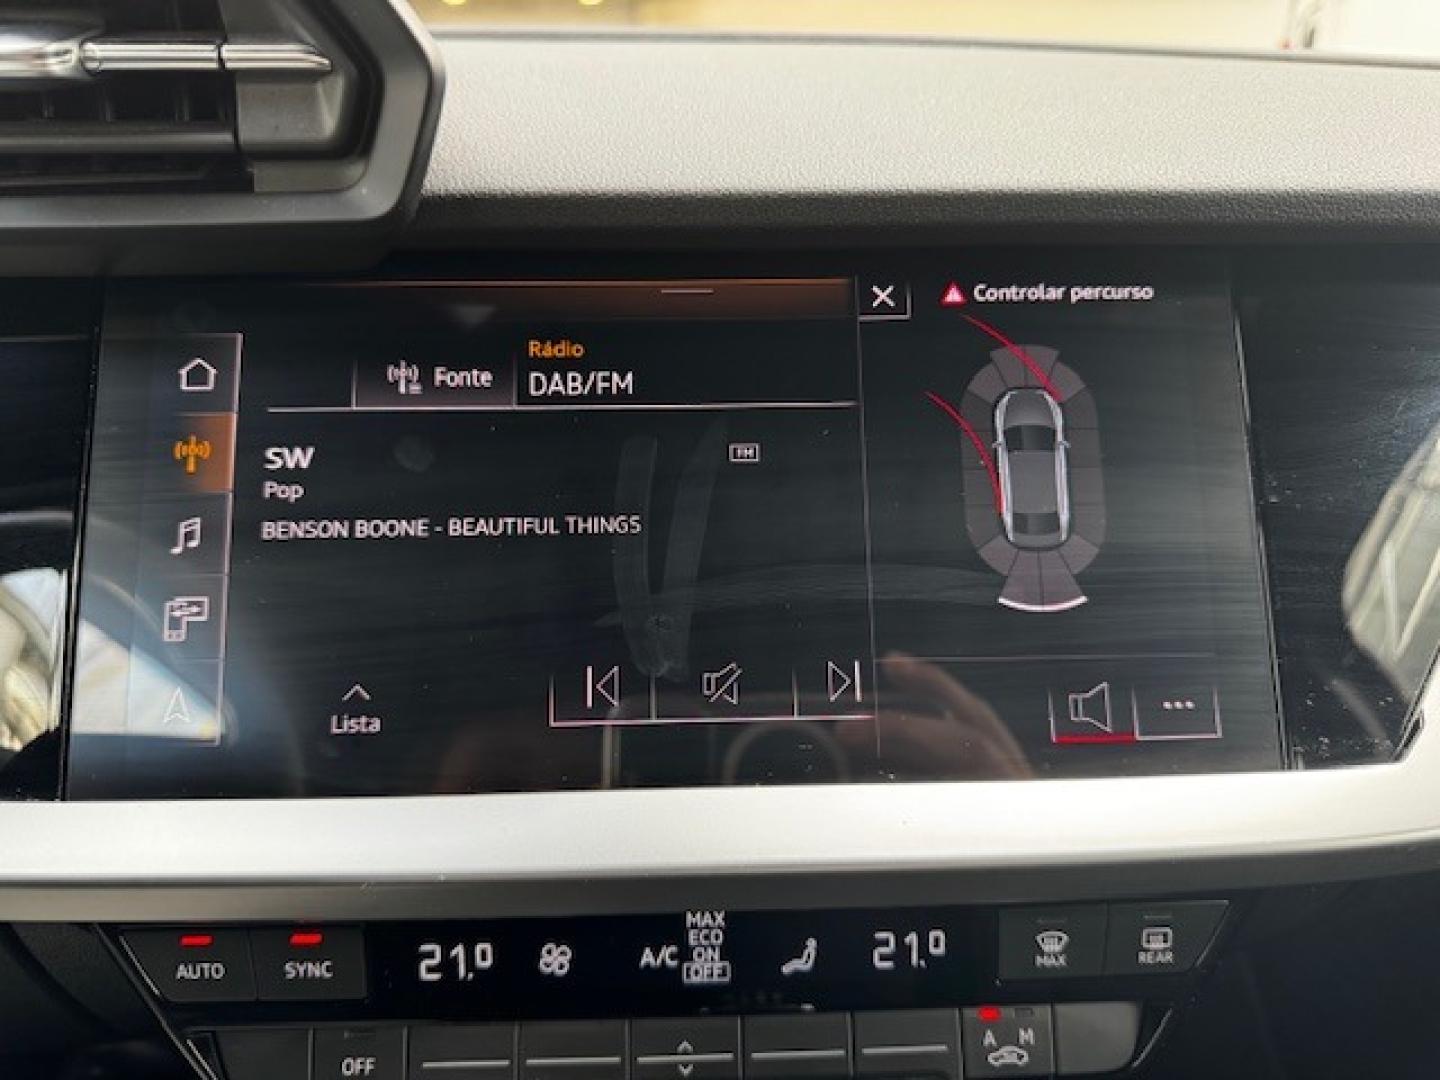 Controlar percurso
Rádio
Fonte
DAB/FM
SW
FM
Pop
BENSON BOONE - BEAUTIFUL THINGS
Lista
AUTO
SYNC
21.0
A/C
MAX
ECO
ON
OFF
21.0
MAX
REAR
OFF
A M